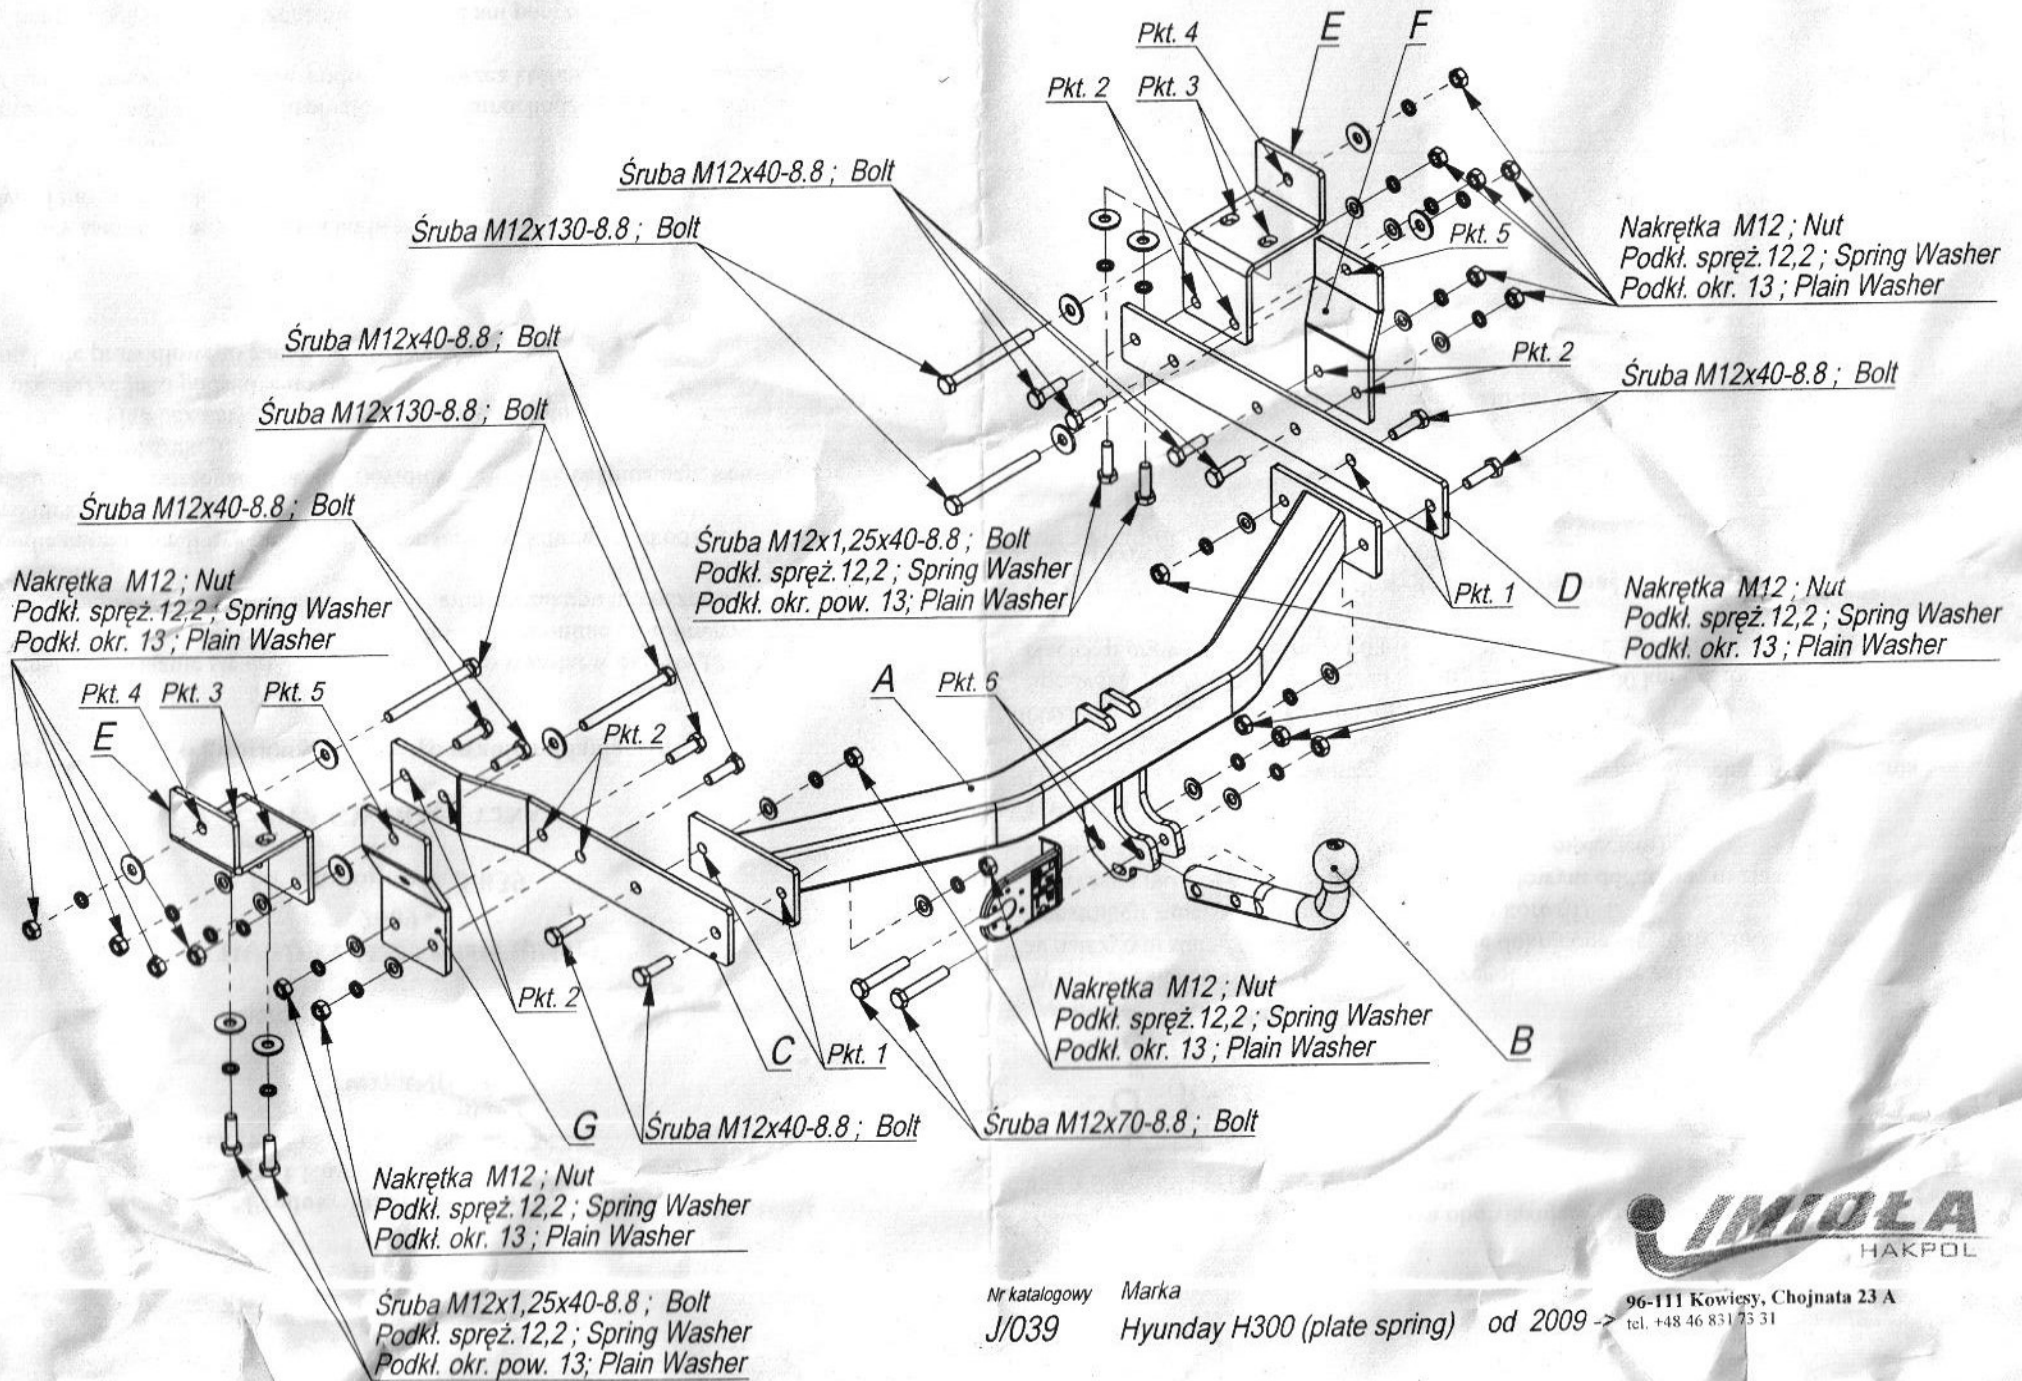 Pkt. 4
E
F
Pkt. 2
Pkt. 3
Śruba M12x40-8.8 ; Bolt
Śruba M12x130-8.8 ; Bolt
Pkt. 5
Nakrętka M12 ; Nut
Podkł. spręż. 12,2 ; Spring Washer
Podkł. okr. 13 ; Plain Washer
Śruba M12x40-8.8 ; Bolt
Pkt. 2
Śruba M12x40-8.8 ; Bolt
Śruba M12x130-8.8 ; Bolt
Śruba M12x40-8.8 ; Bolt
Śruba M12x1,25x40-8.8 ; Bolt
Podkł. spręż. 12,2 ; Spring Washer
Podkł. okr. pow. 13; Plain Washer
Nakrętka M12 ; Nut
Podkł. spręż. 12,2 ; Spring Washer
Podkł. okr. 13 ; Plain Washer
Pkt. 1
D
Nakrętka M12 ; Nut
Podkł. spręż. 12,2 ; Spring Washer
Podkł. okr. 13 ; Plain Washer
Pkt. 4
Pkt. 3
Pkt. 5
E
A
Pkt. 6
Pkt. 2
Pkt. 2
C
Pkt. 1
Nakrętka M12 ; Nut
Podkł. spręż. 12,2 ; Spring Washer
Podkł. okr. 13 ; Plain Washer
B
G
Śruba M12x40-8.8 ; Bolt
Śruba M12x70-8.8 ; Bolt
Nakrętka M12 ; Nut
Podkł. spręż. 12,2 ; Spring Washer
Podkł. okr. 13 ; Plain Washer
Śruba M12x1,25x40-8.8 ; Bolt
Podkł. spręż. 12,2 ; Spring Washer
Podkł. okr. pow. 13; Plain Washer
IMIOŁA
HAKPOL
Nr katalogowy Marka
J/039 Hyunday H300 (plate spring) od 2009 ->
96-111 Kowiesy, Chojnata 23 A
tel. +48 46 831 73 31